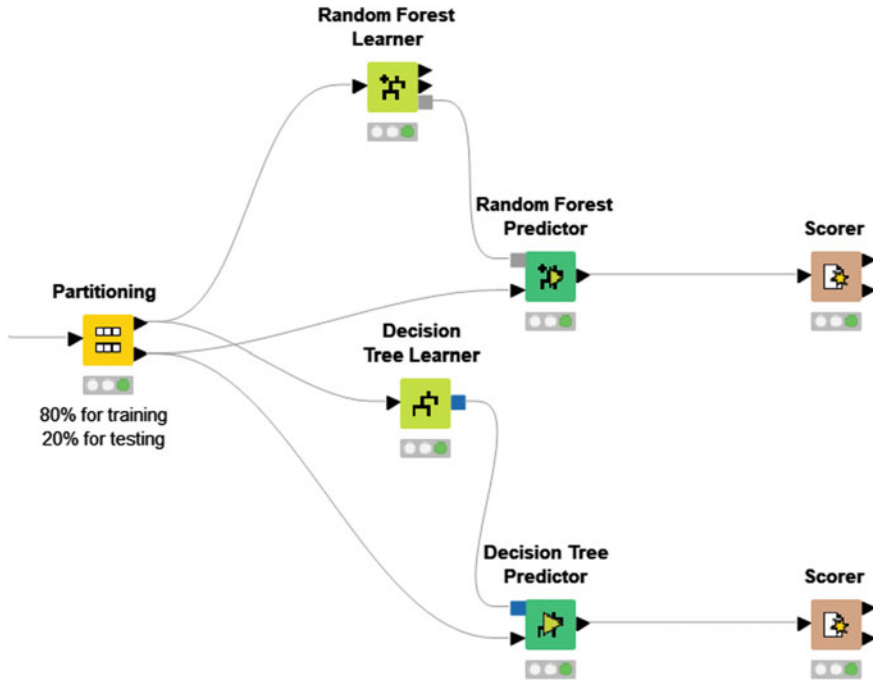 Random Forest
Learner
Random Forest
Predictor
Scorer
Partitioning
80% for training
20% for testing
Decision
Tree Learner
Decision Tree
Predictor
Scorer